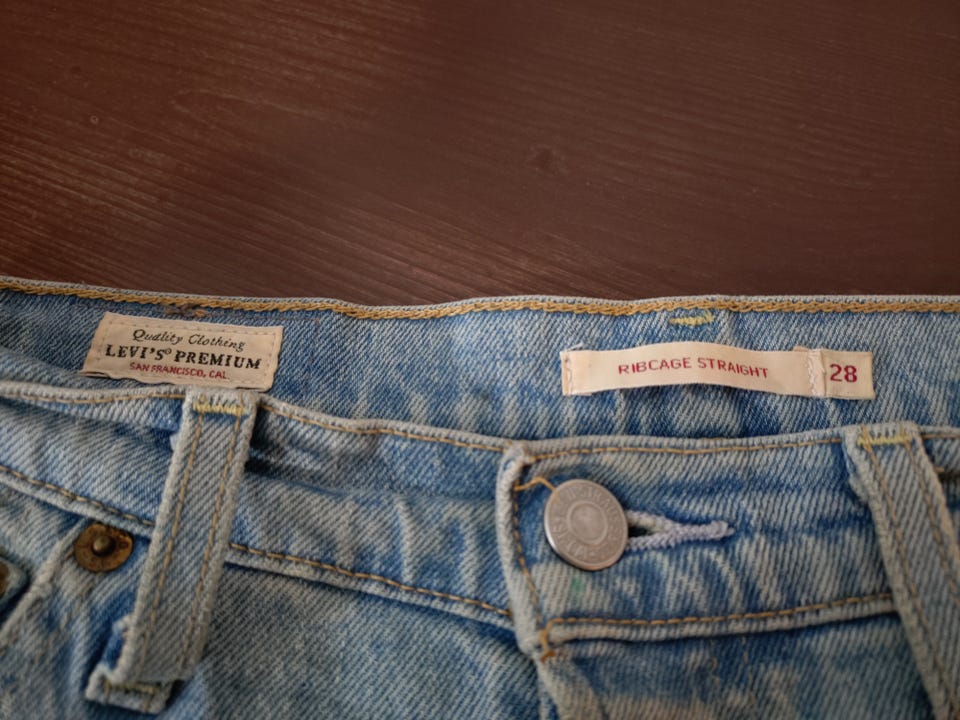 Quality Clothing
LEVI'S® PREMIUM
SAN FRANCISCO, CAL.
RIBCAGE STRAIGHT
28